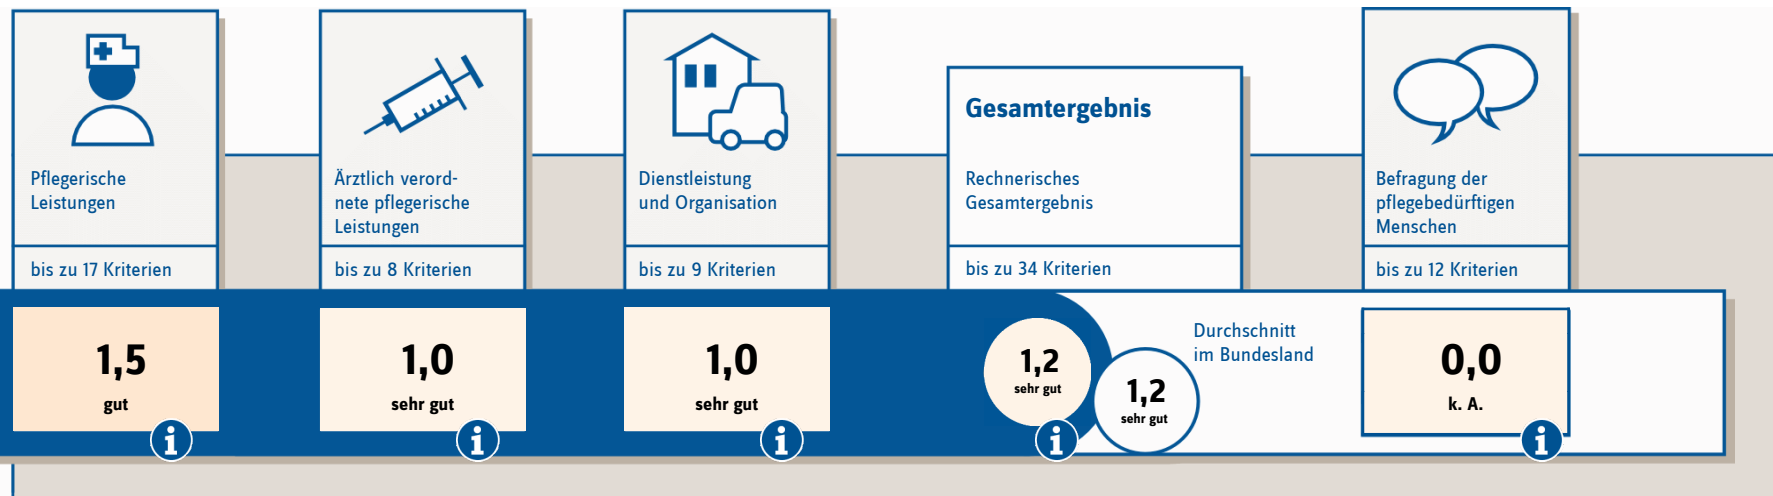 Pflegerische
Leistungen
bis zu 17 Kriterien
1,5
gut
i
Ärztlich verord-
nete pflegerische
Leistungen
bis zu 8 Kriterien
1,0
sehr gut
i
Dienstleistung
und Organisation
bis zu 9 Kriterien
1,0
sehr gut
i
Gesamtergebnis
Rechnerisches
Gesamtergebnis
bis zu 34 Kriterien
1,2
sehr gut
i
1,2
sehr gut
Durchschnitt
im Bundesland
Befragung der
pflegebedürftigen
Menschen
bis zu 12 Kriterien
0,0
k. A.
i